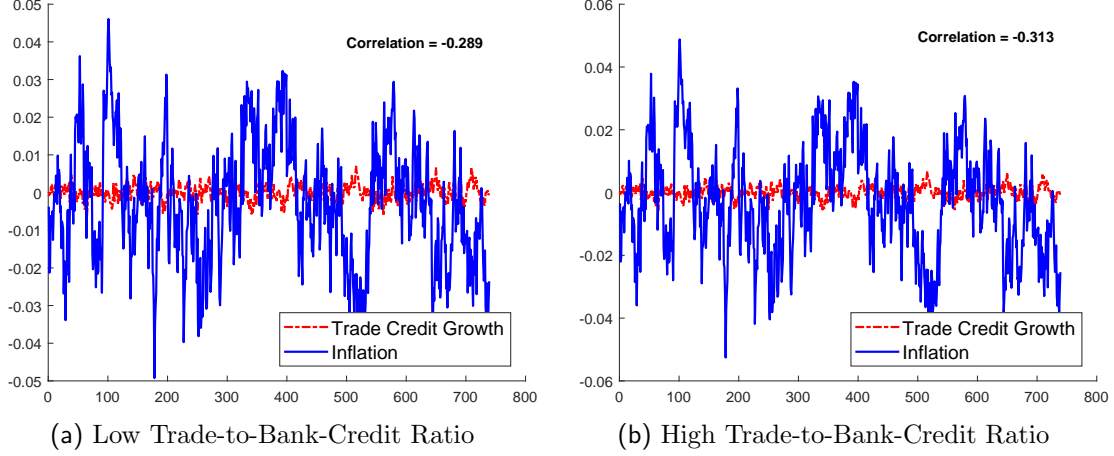 0.05
0.04
0.03
0.02
0.01
0
-0.01
-0.02
-0.03
-0.04
-0.05
0 100 200 300 400 500 600 700 800
Correlation = -0.289
Trade Credit Growth
Inflation
(a) Low Trade-to-Bank-Credit Ratio
0.06
0.04
0.02
0
-0.02
-0.04
-0.06
0 100 200 300 400 500 600 700 800
Correlation = -0.313
Trade Credit Growth
Inflation
(b) High Trade-to-Bank-Credit Ratio